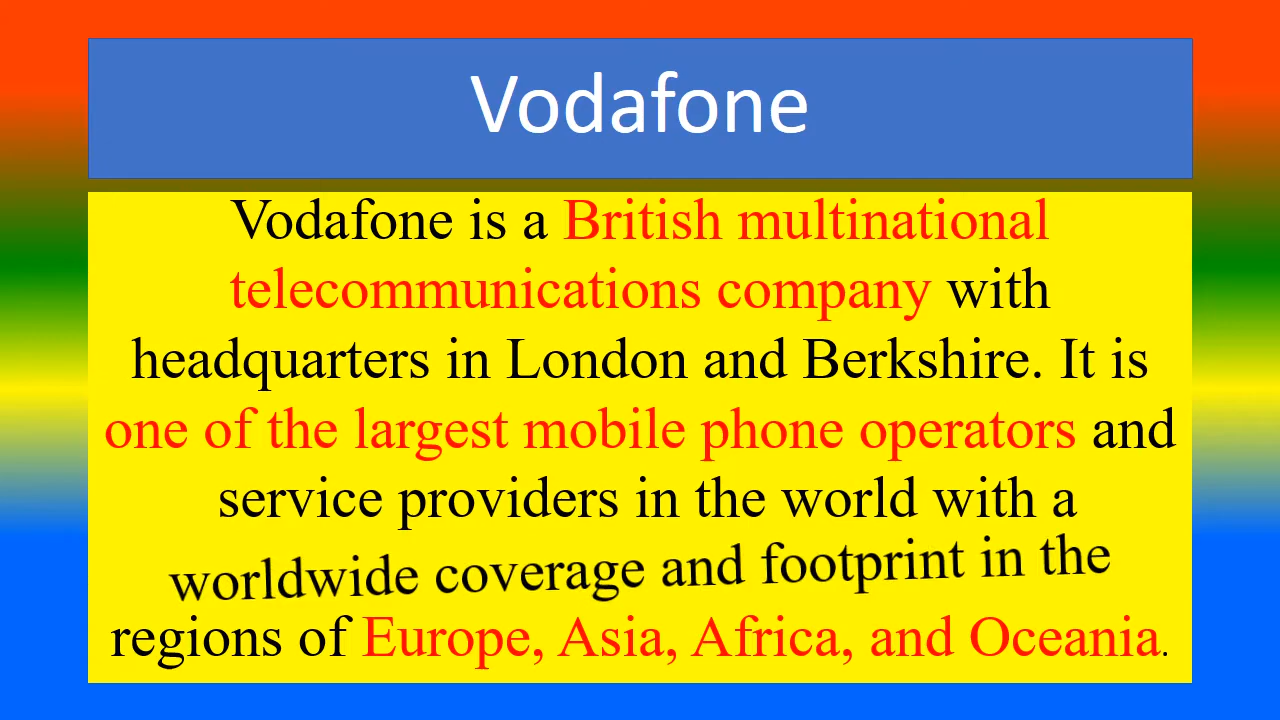 Vodafone
Vodafone is a British multinational
telecommunications company with
headquarters in London and Berkshire. It is
one of the largest mobile phone operators and
service providers in the world with a
worldwide coverage and footprint in the
regions of Europe, Asia, Africa, and Oceania.